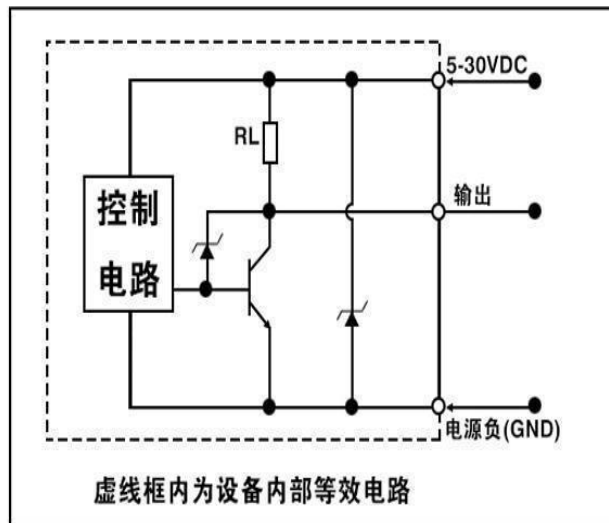 5-30VDC
RL
控制
电路
输出
电源负(GND)
虚线框内为设备内部等效电路